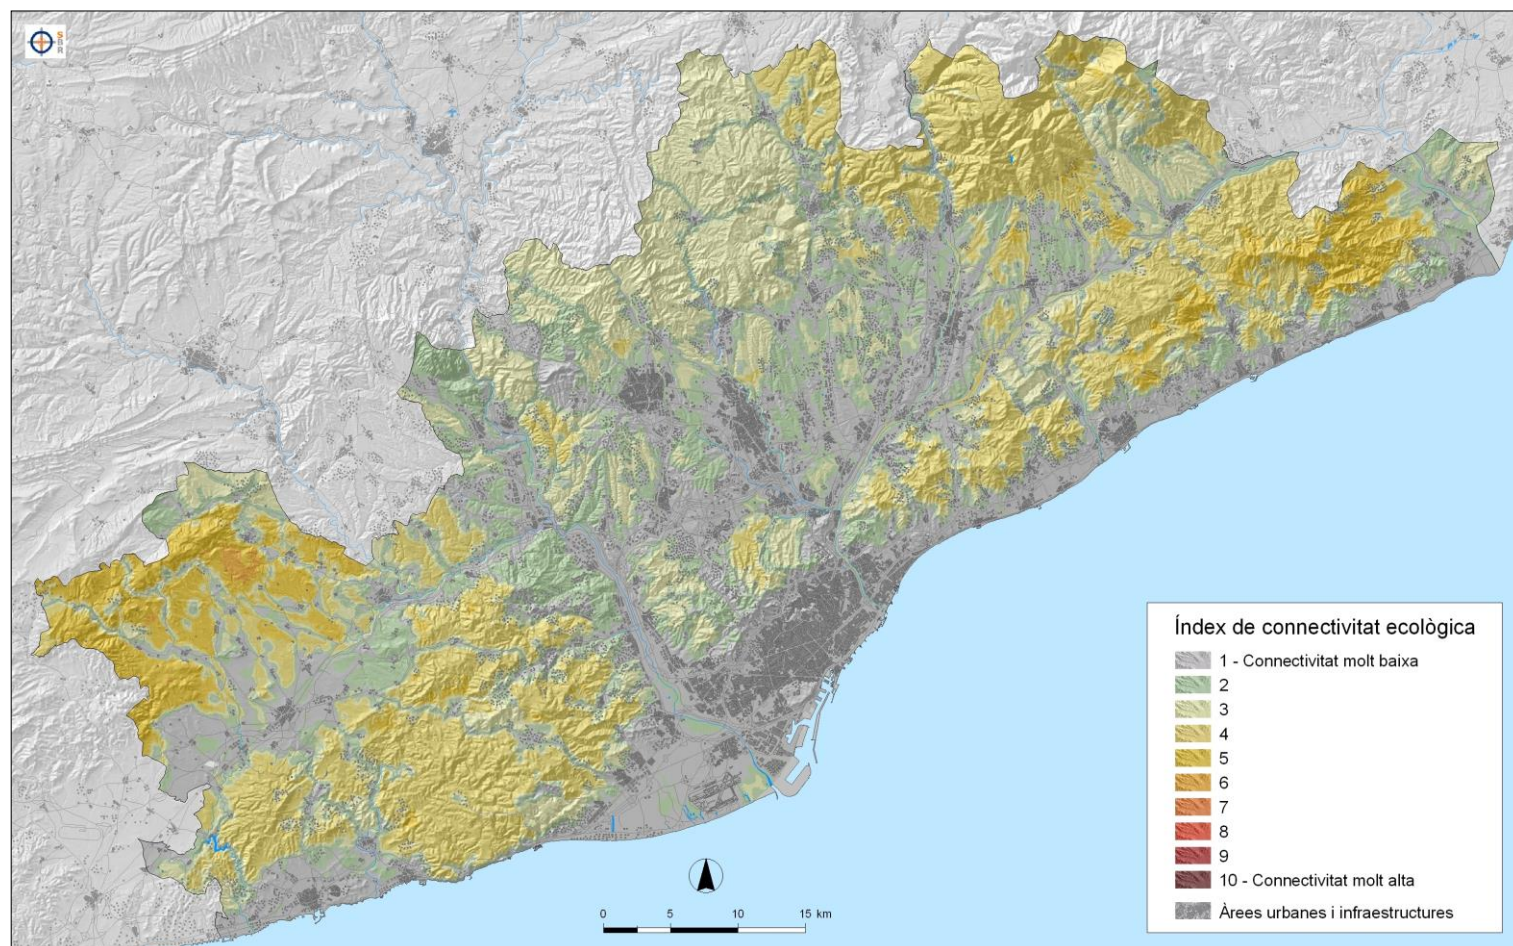 S
Índex de connectivitat ecològica
1 - Connectivitat molt baixa
2
3
4
5
6
7
8
9
10 - Connectivitat molt alta
Àrees urbanes i infraestructures
0 5 10 15 km